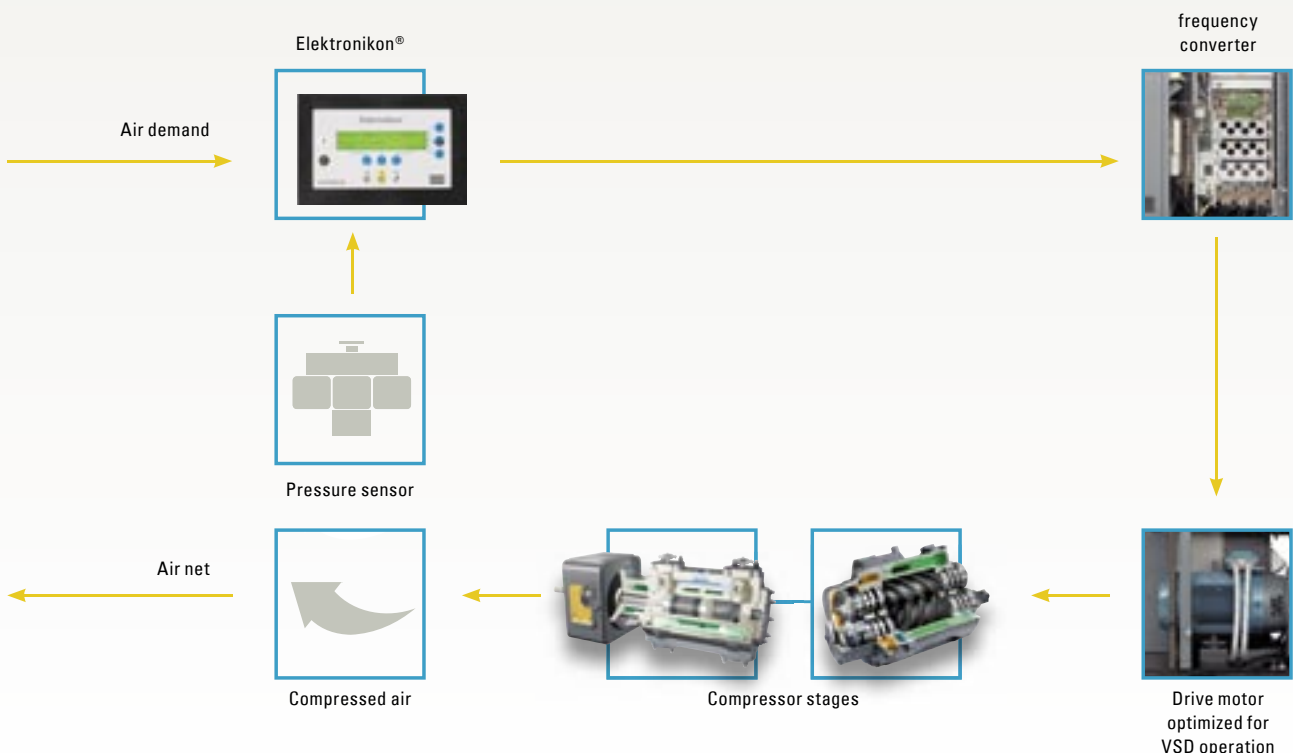 frequency
converter
Elektronikon®
Air demand
Pressure sensor
Air net
Compressed air
Compressor stages
Drive motor
optimized for
VSD operation